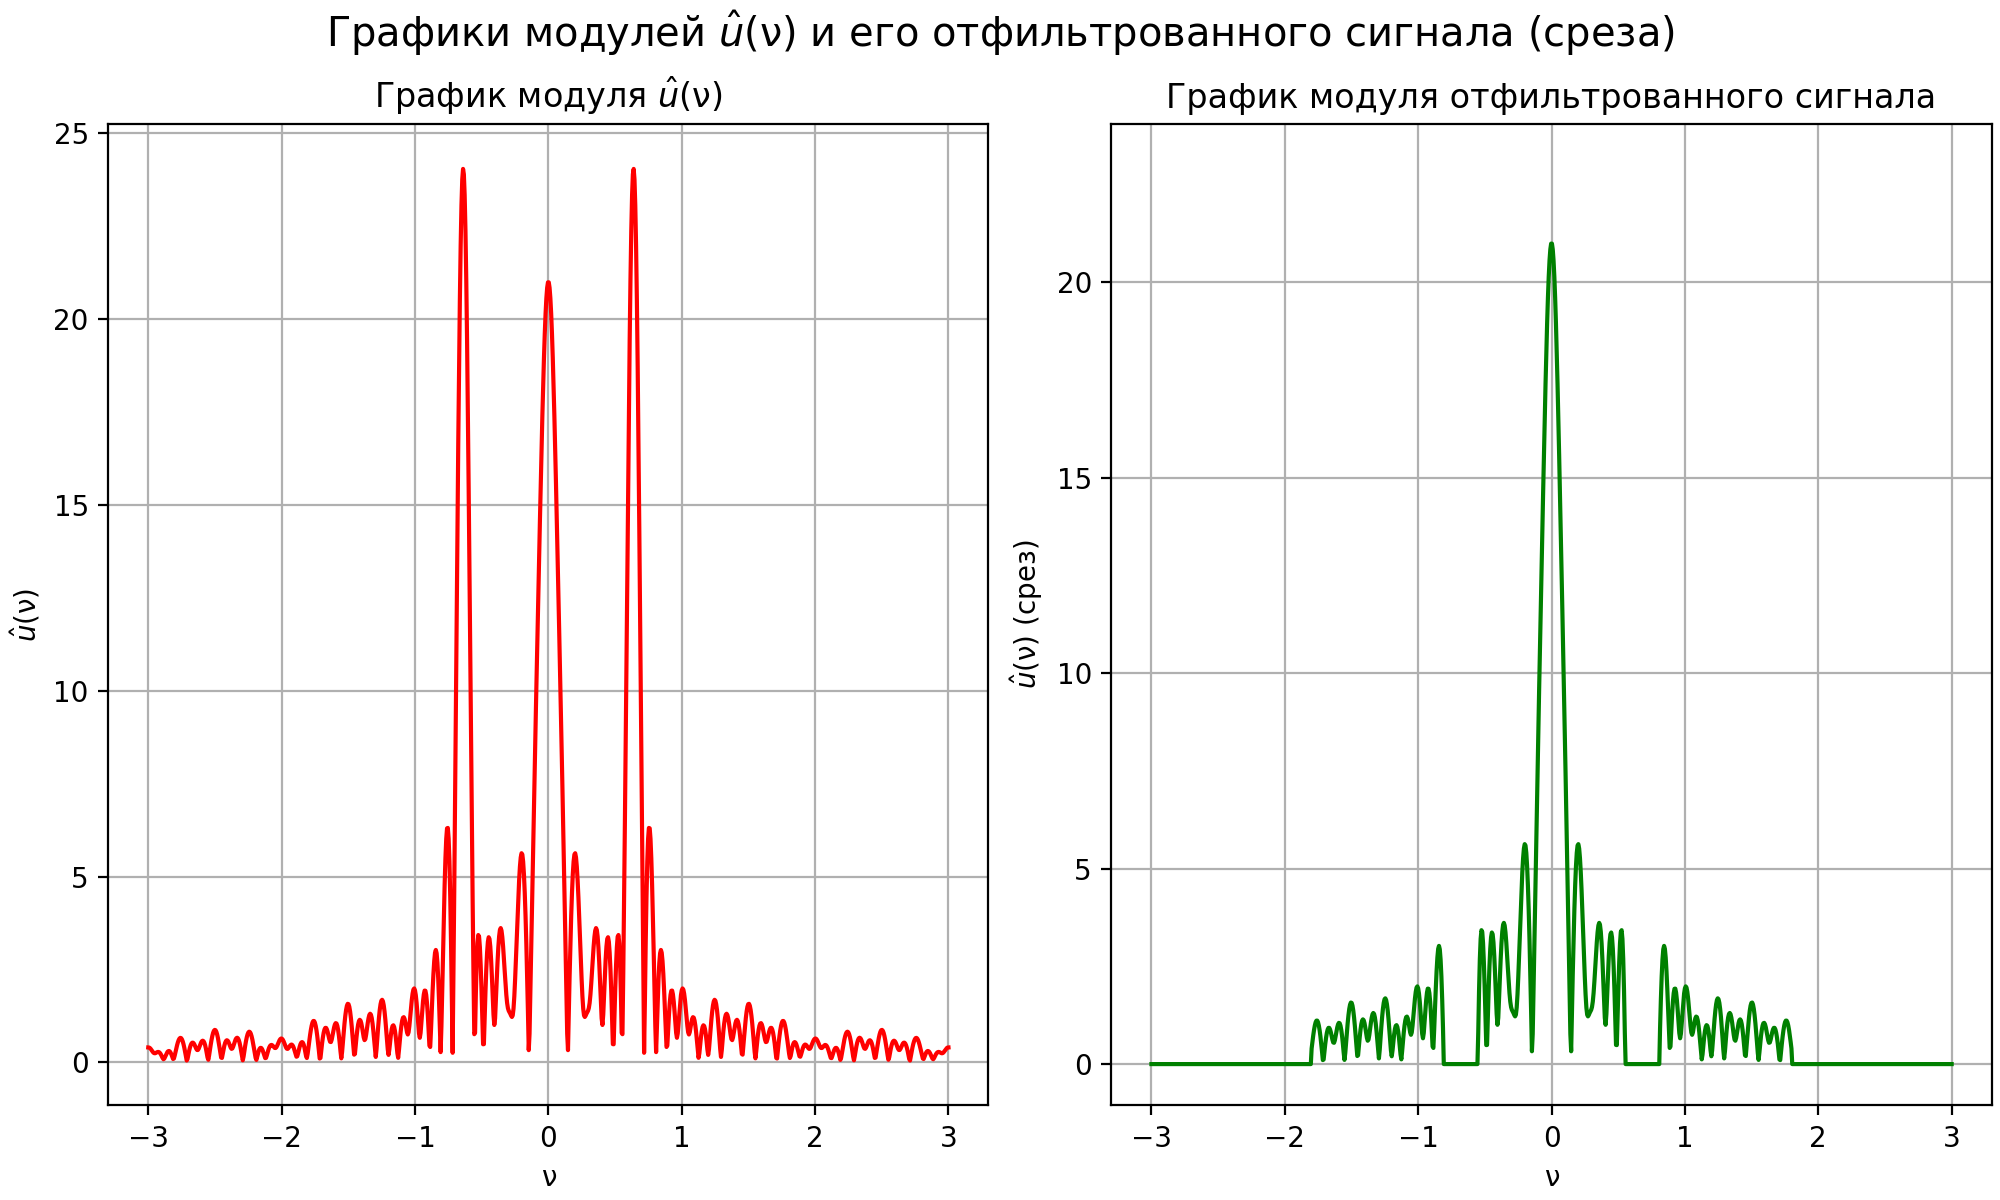 Графики модулей û(ν) и его отфильтрованного сигнала (среза)
График модуля û(ν)
25
20
15
10
5
0
û(ν)
−3 −2 −1 0 1 2 3
ν
График модуля отфильтрованного сигнала
20
15
10
5
0
û(ν) (срез)
−3 −2 −1 0 1 2 3
ν